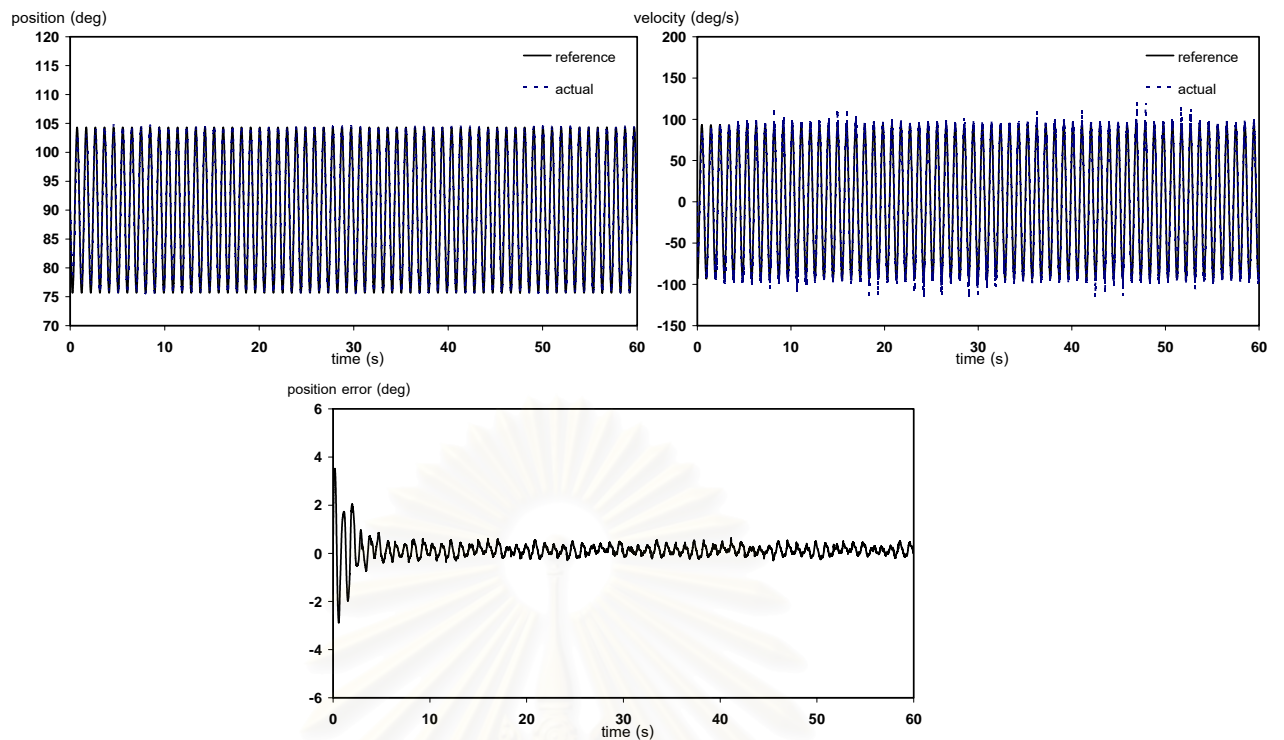 position (deg)
120
115
110
105
100
95
90
85
80
75
70
0 10 20 30 40 50 60
time (s)
reference
actual
velocity (deg/s)
200
150
100
50
0
-50
-100
-150
0 10 20 30 40 50 60
time (s)
reference
actual
position error (deg)
6
4
2
0
-2
-4
-6
0 10 20 30 40 50 60
time (s)